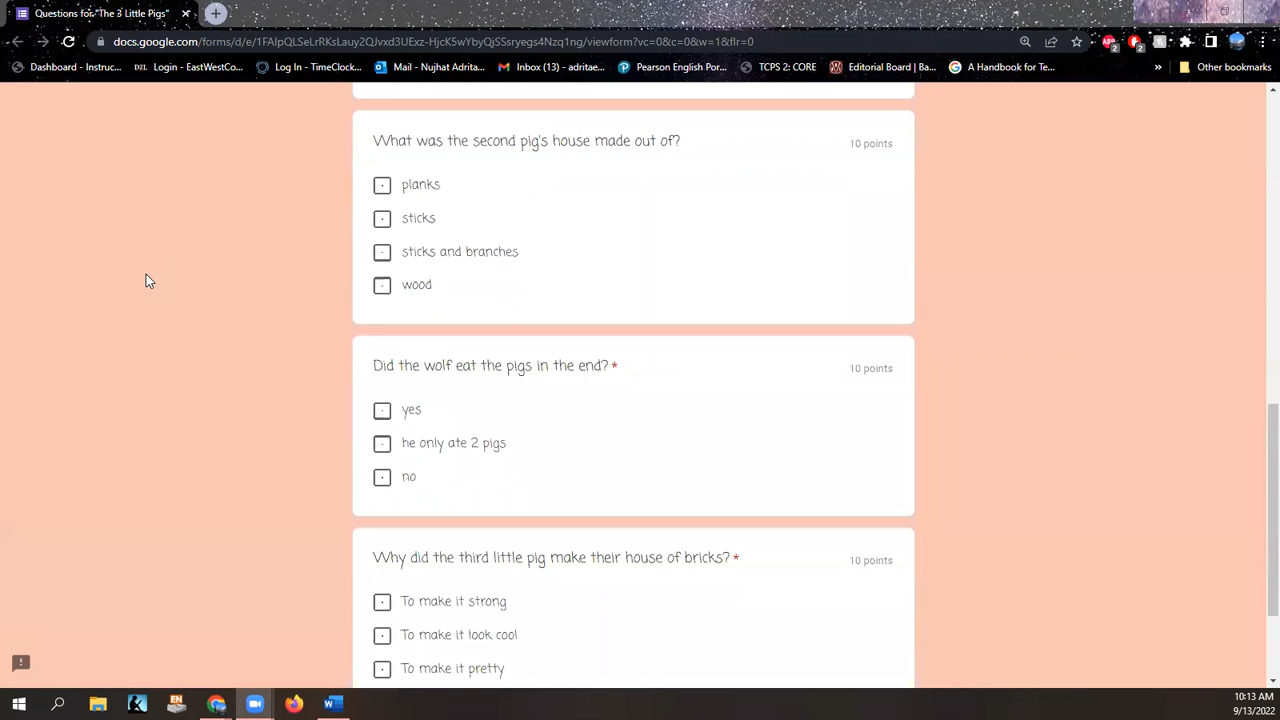 Questions for "The 3 Little Pigs"
docs.google.com/forms/d/e/1FAIpQLSeLrRKsLauy2QJvxd3UExz-HjcK5wYbyQjSSsryegs4Nzq1ng/viewform?vc=0&c=0&w=1&flr=0
Dashboard - Instruc... Login - EastWestCo... Log In - TimeClock... Mail - Nujhat Adrita... Inbox (13) - adritae... Pearson English Por... TCPS 2: CORE Editorial Board | Ba... A Handbook for Te... » Other bookmarks
What was the second pig's house made out of? 10 points
planks
sticks
sticks and branches
wood
Did the wolf eat the pigs in the end? * 10 points
yes
he only ate 2 pigs
no
Why did the third little pig make their house of bricks? * 10 points
To make it strong
To make it look cool
To make it pretty
10:13 AM
9/13/2022